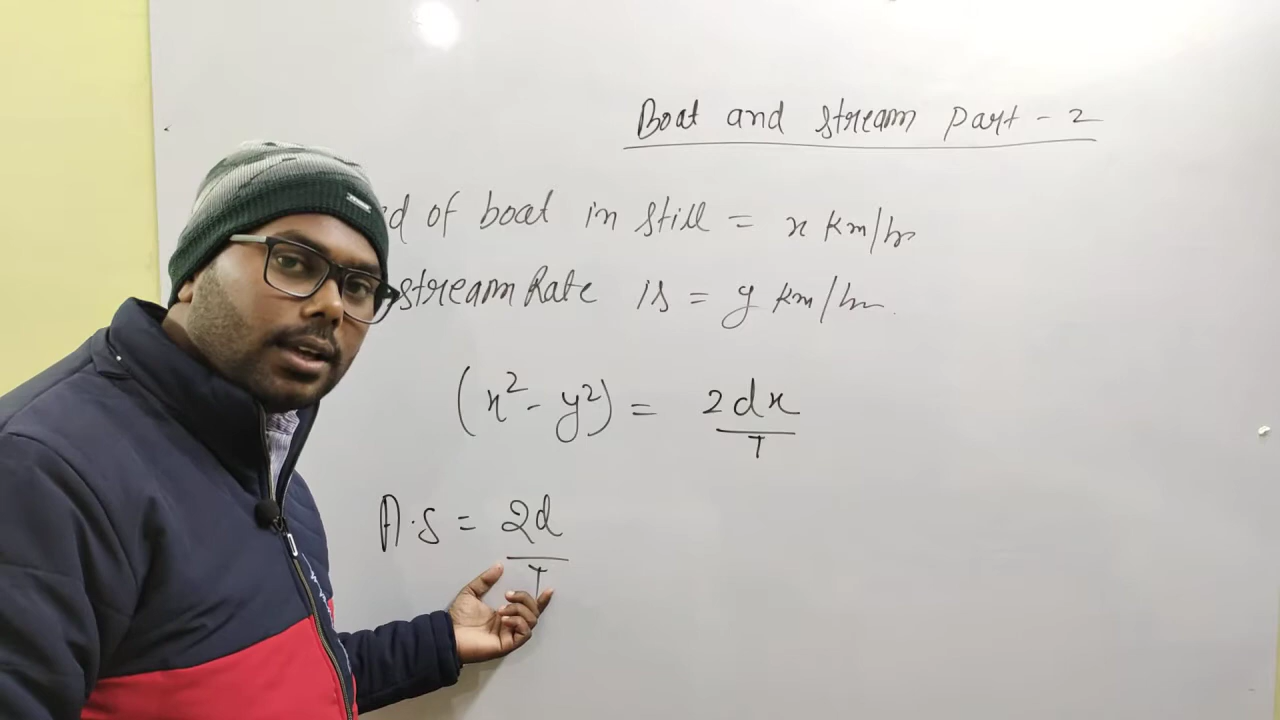 Boat and stream part - 2
ed of boat in still = x km/hr
stream Rate is = y km/hr.
(x² - y²) = 2dx/T
A.S = 2d/T